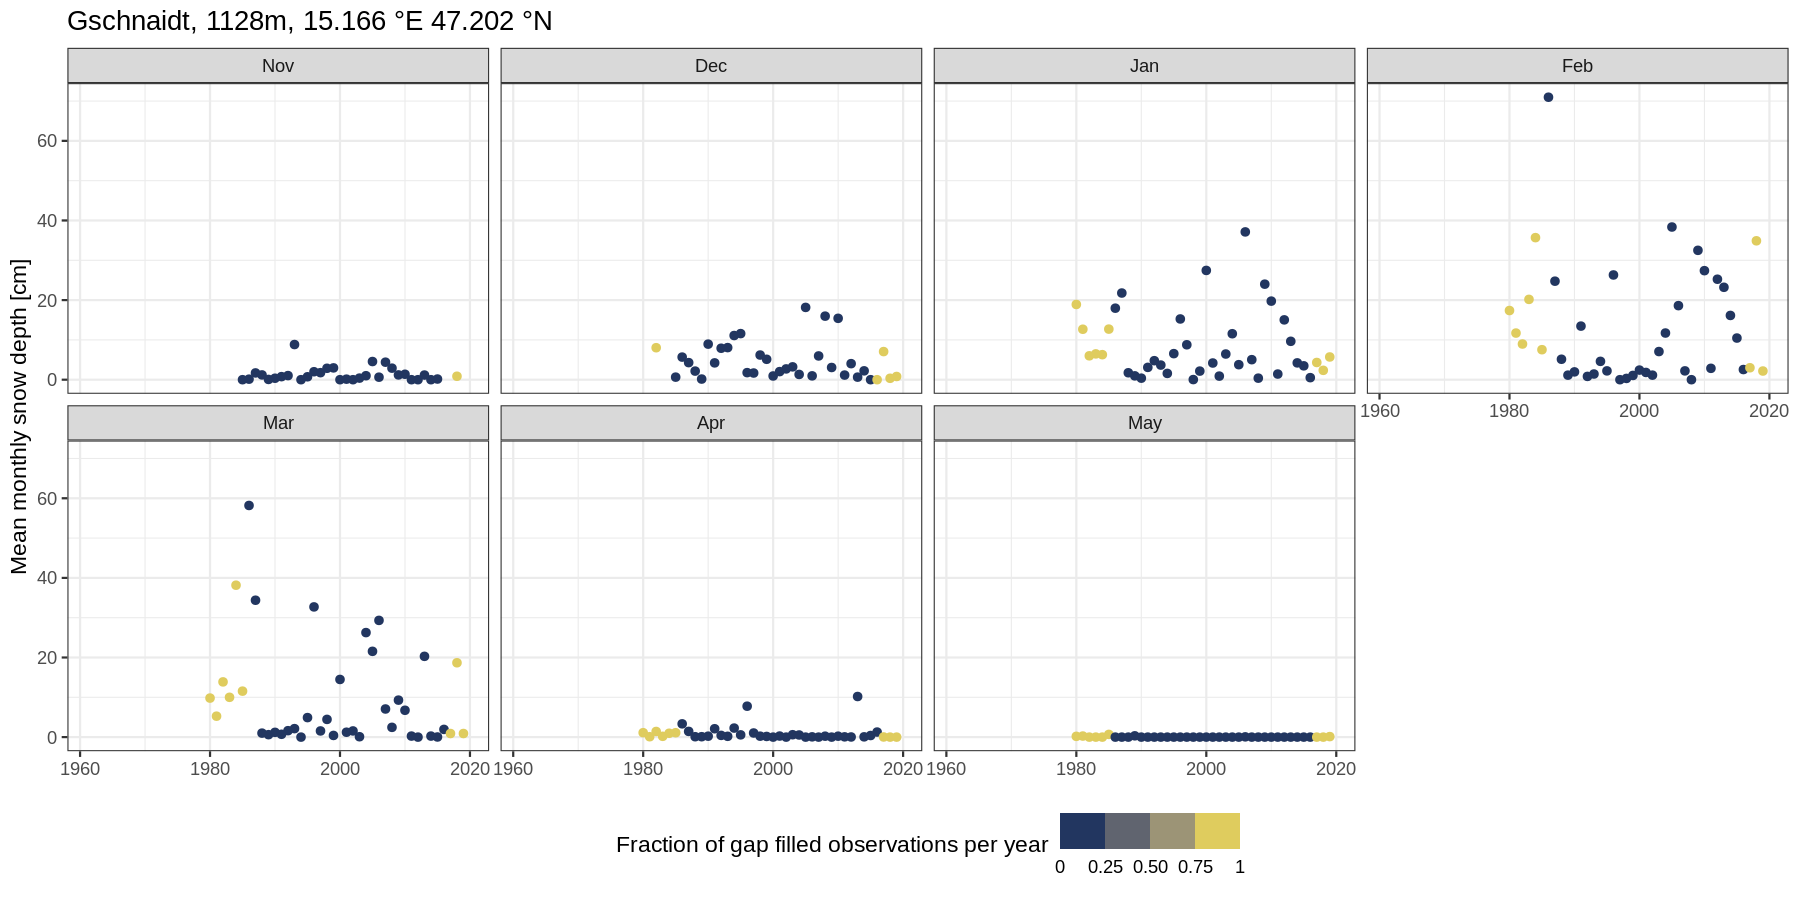 Gschnaidt, 1128m, 15.166 °E 47.202 °N
Nov Dec Jan Feb
60
40
20
0
1960 1980 2000 2020
Mean monthly snow depth [cm]
Mar Apr May
60
40
20
0
1960 1980 2000 2020 1960 1980 2000 2020 1960 1980 2000 2020
Fraction of gap filled observations per year
0 0.25 0.50 0.75 1